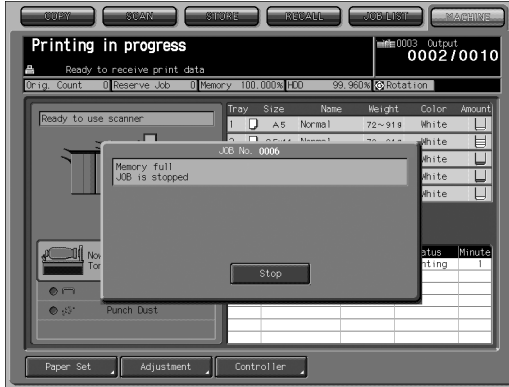 COPY SCAN STORE RECALL JOB LIST MACHINE
Printing in progress
0003 Output
0002/0010
Ready to receive print data
Orig. Count 0 Reserve Job 0 Memory 100.000% HDD 99.960% Rotation
Ready to use scanner
Tray Size Name Weight Color Amount
1 A5 Normal 72~91g White
White
White
White
White
JOB No. 0006
Memory full
JOB is stopped
Stop
atus Minute
nting 1
Now
Ton
Punch Dust
Paper Set Adjustment Controller